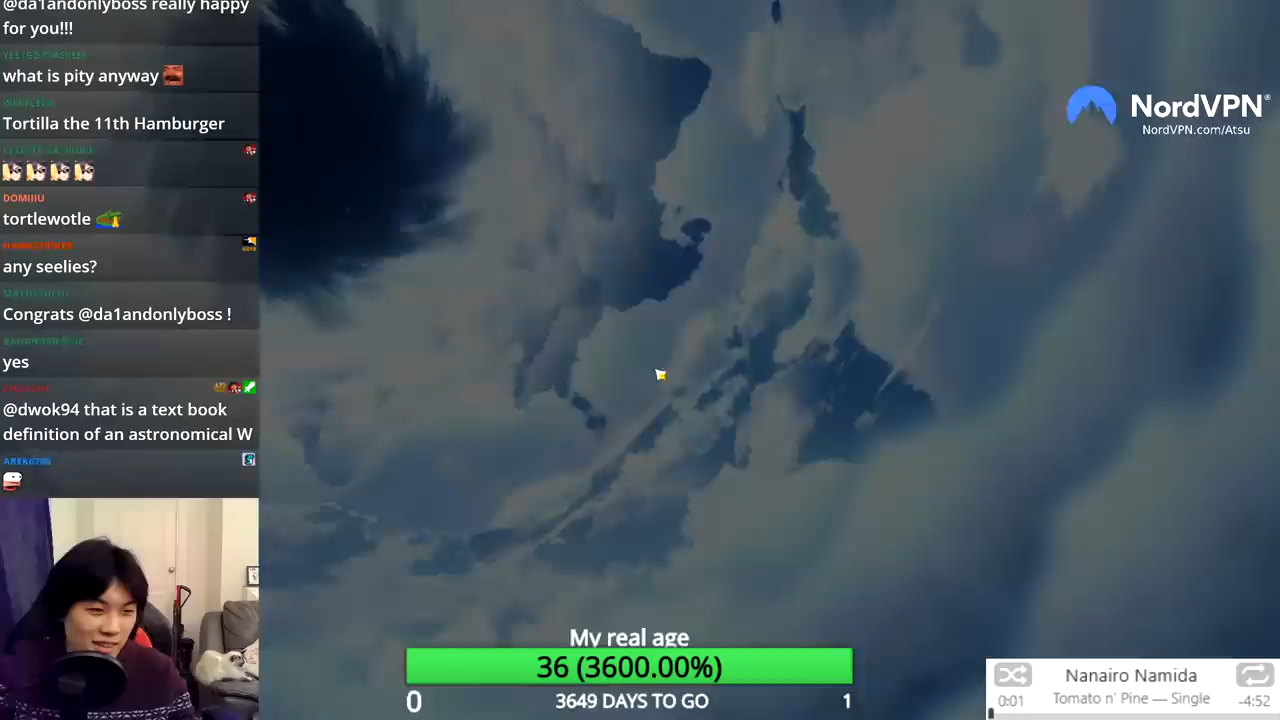 @da1andonlyboss really happy
for you!!!
what is pity anyway
Tortilla the 11th Hamburger
DOMIIIU
tortlewotle
any seelies?
Congrats @da1andonlyboss !
yes
@dwok94 that is a text book
definition of an astronomical W
NordVPN®
NordVPN.com/Atsu
My real age
36 (3600.00%)
0 3649 DAYS TO GO 1
Nanairo Namida
0:01 Tomato n' Pine — Single -4:52